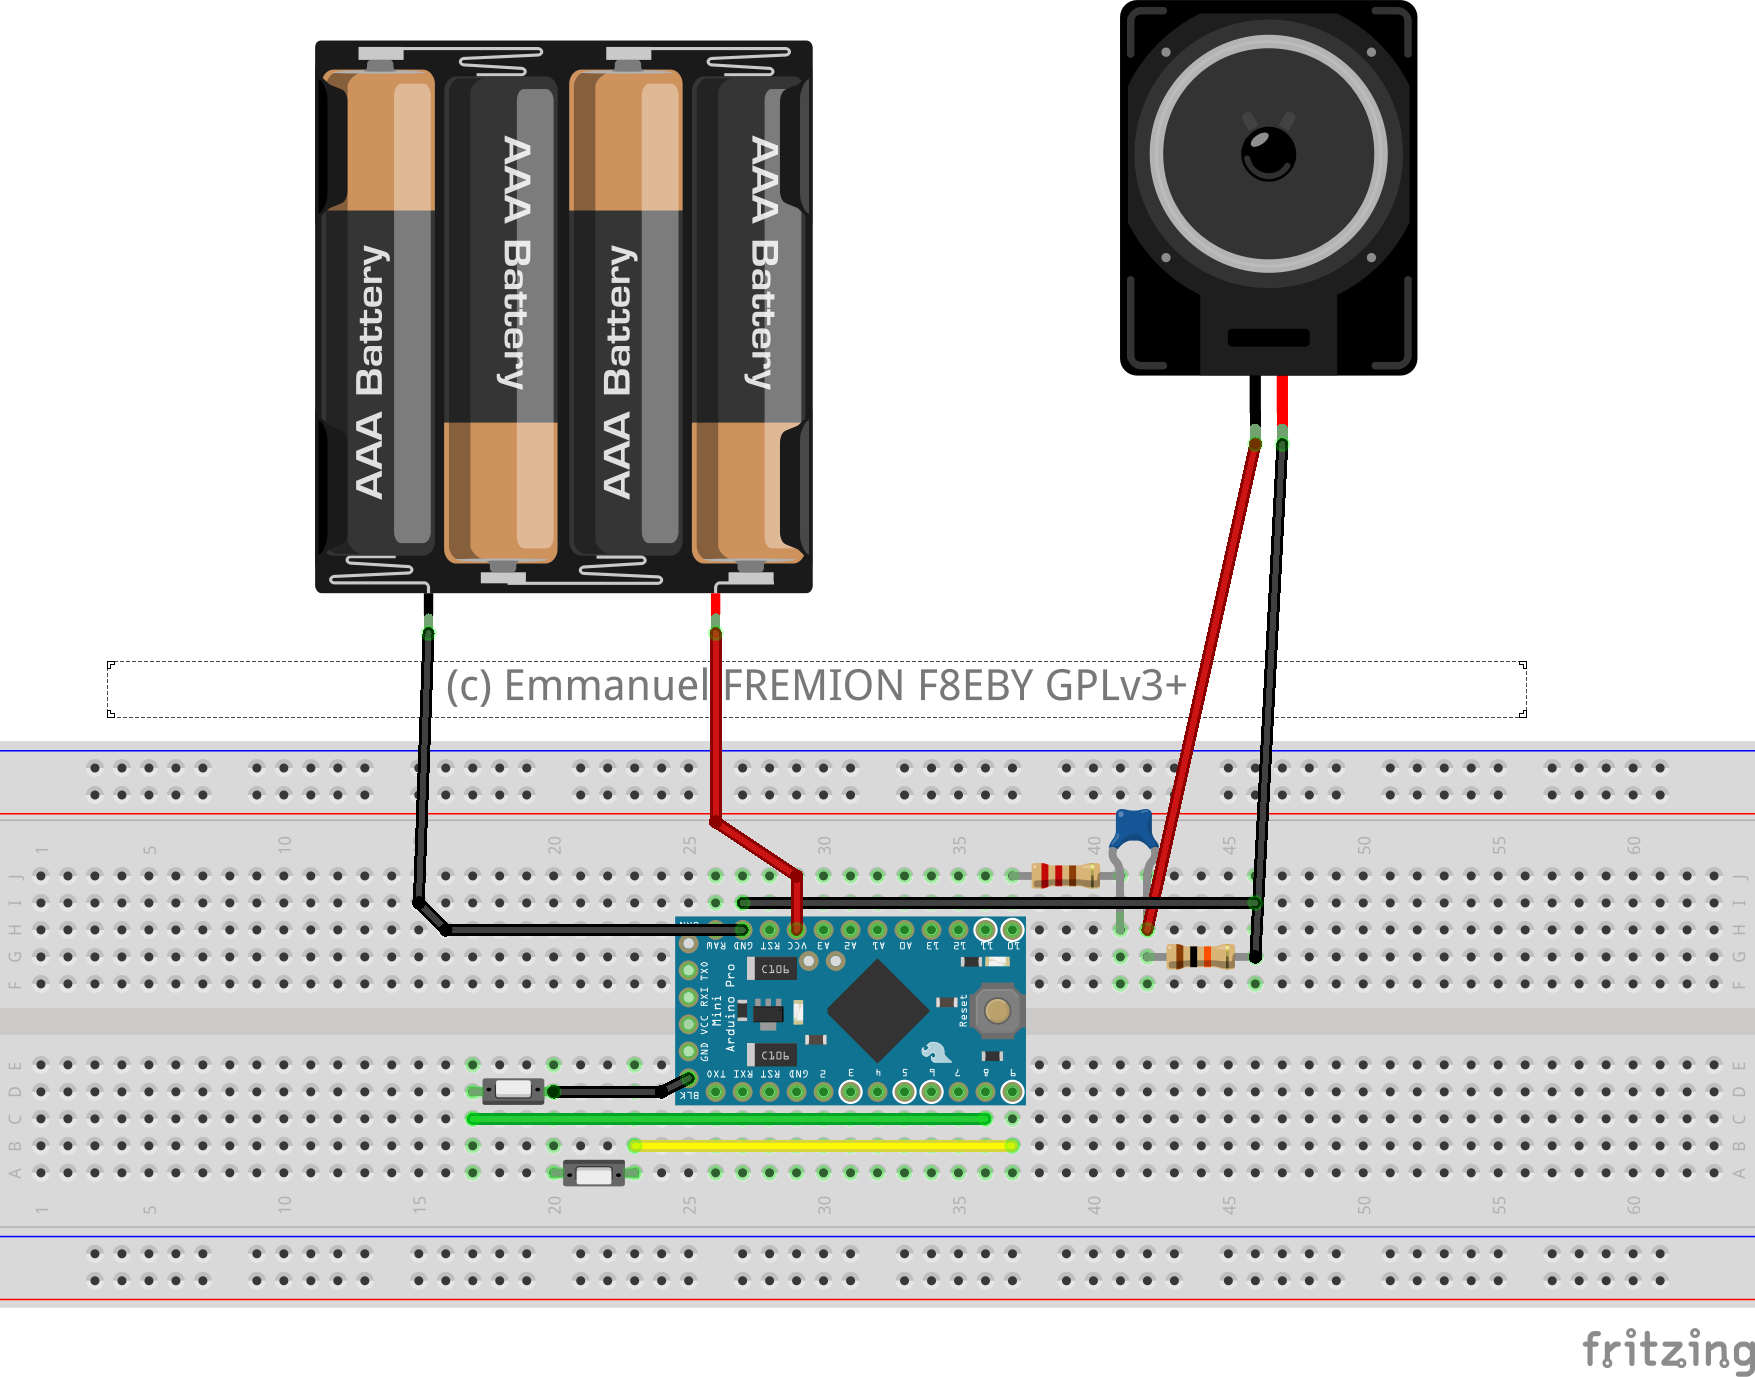 AAA Battery
AAA Battery
AAA Battery
AAA Battery
(c) Emmanuel FREMION F8EBY GPLv3+
1 5 10 15 20 25 30 35 40 45 50 55 60
J J
I I
H H
G G
F F
GRN
RAW GND RST VCC A3 A2 A1 A0 13 12 11 10
C106
TXO
RXI
VCC
GND
BLK
Arduino Pro
Mini
Reset
C106
TXO RXI RST GND 2 3 4 5 6 7 8 9
E E
D D
C C
B B
A A
1 5 10 15 20 25 30 35 40 45 50 55 60
fritzing